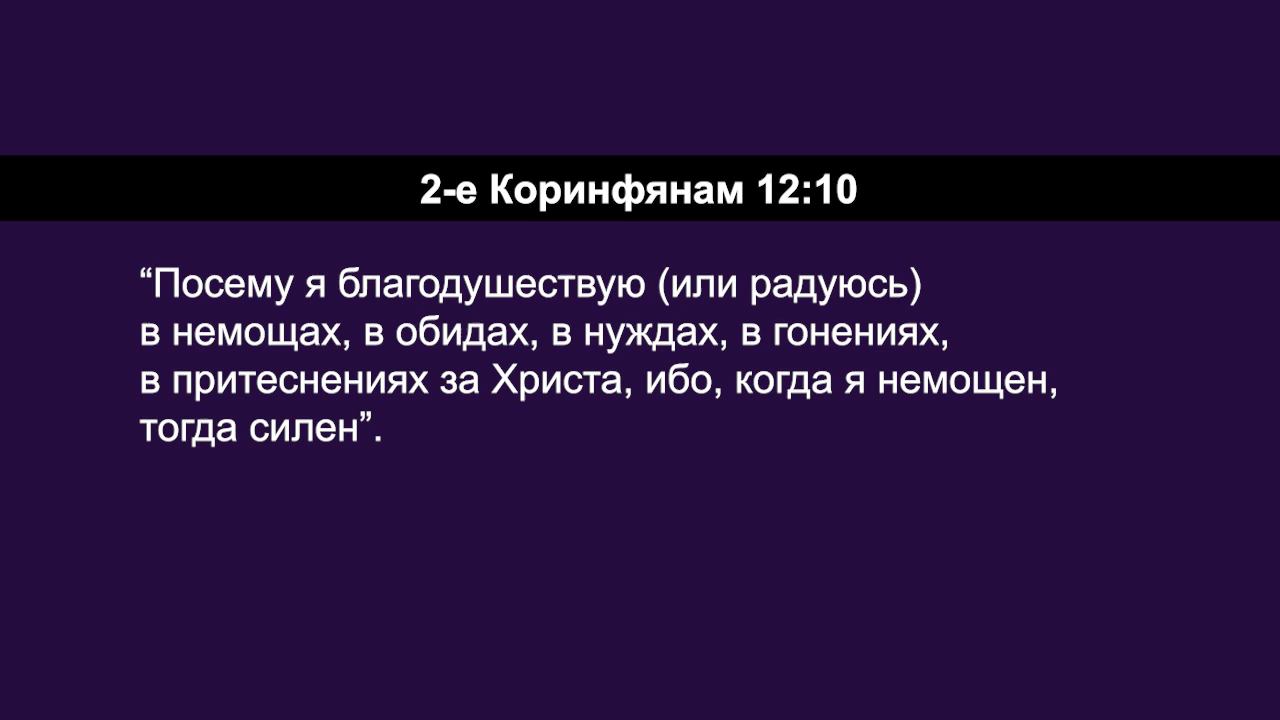 2-е Коринфянам 12:10
“Посему я благодушествую (или радуюсь)
в немощах, в обидах, в нуждах, в гонениях,
в притеснениях за Христа, ибо, когда я немощен,
тогда силен”.